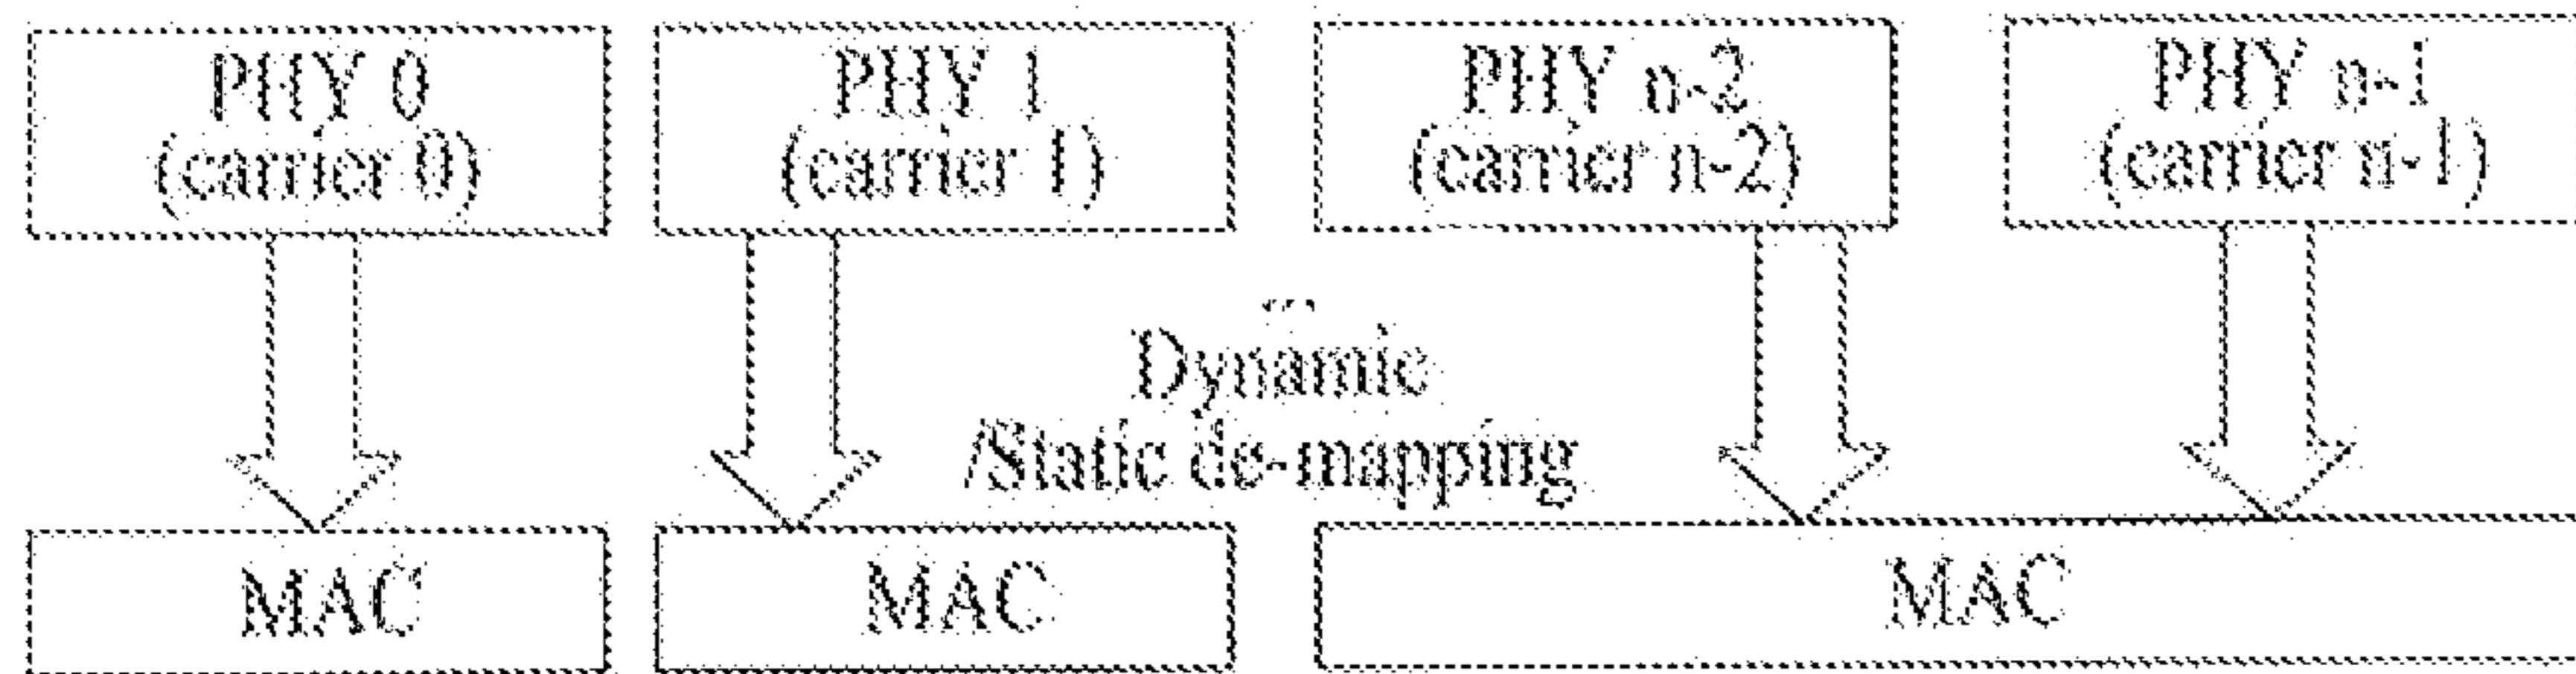 PHY 0
(carrier 0)
PHY 1
(carrier 1)
PHY n-2
(carrier n-2)
PHY n-1
(carrier n-1)
...
Dynamic
/Static de-mapping
MAC
MAC
MAC